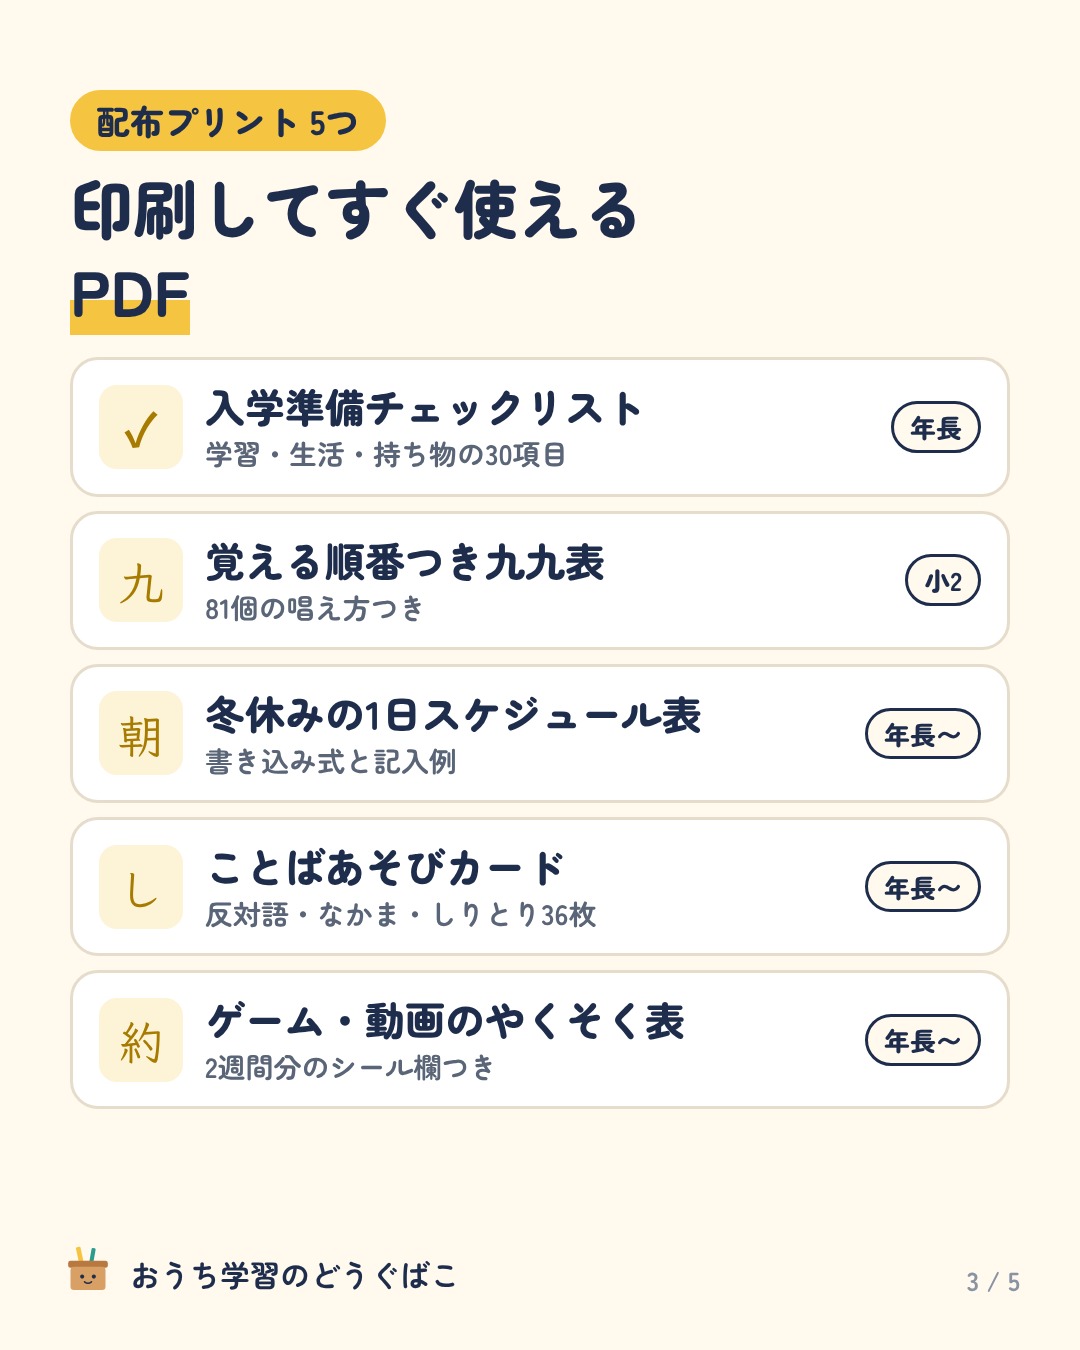 配布プリント 5つ
印刷してすぐ使える
PDF
✓
入学準備チェックリスト
学習・生活・持ち物の30項目
年長
九
覚える順番つき九九表
81個の唱え方つき
小2
朝
冬休みの1日スケジュール表
書き込み式と記入例
年長〜
し
ことばあそびカード
反対語・なかま・しりとり36枚
年長〜
約
ゲーム・動画のやくそく表
2週間分のシール欄つき
年長〜
おうち学習のどうぐばこ
3 / 5